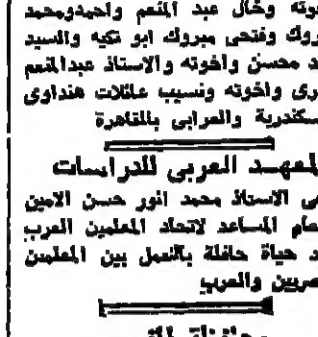 وته وخال عبد المنعم واحمدومحمد
روك وفتحى مبروك ابو تكيه والسيد
د محسن واخوته والاستاذ عبدالمنعم
رى واخوته ونسيب عائلات هنداوى
سكندرية والعرابى بالقاهرة
لمعهد العربى للدراسات
ى الاستاذ محمد انور حسن الامين
عام المساعد لاتحاد المعلمين العرب
د حياة حافلة بالعمل بين المعلمين
صريين والعرب